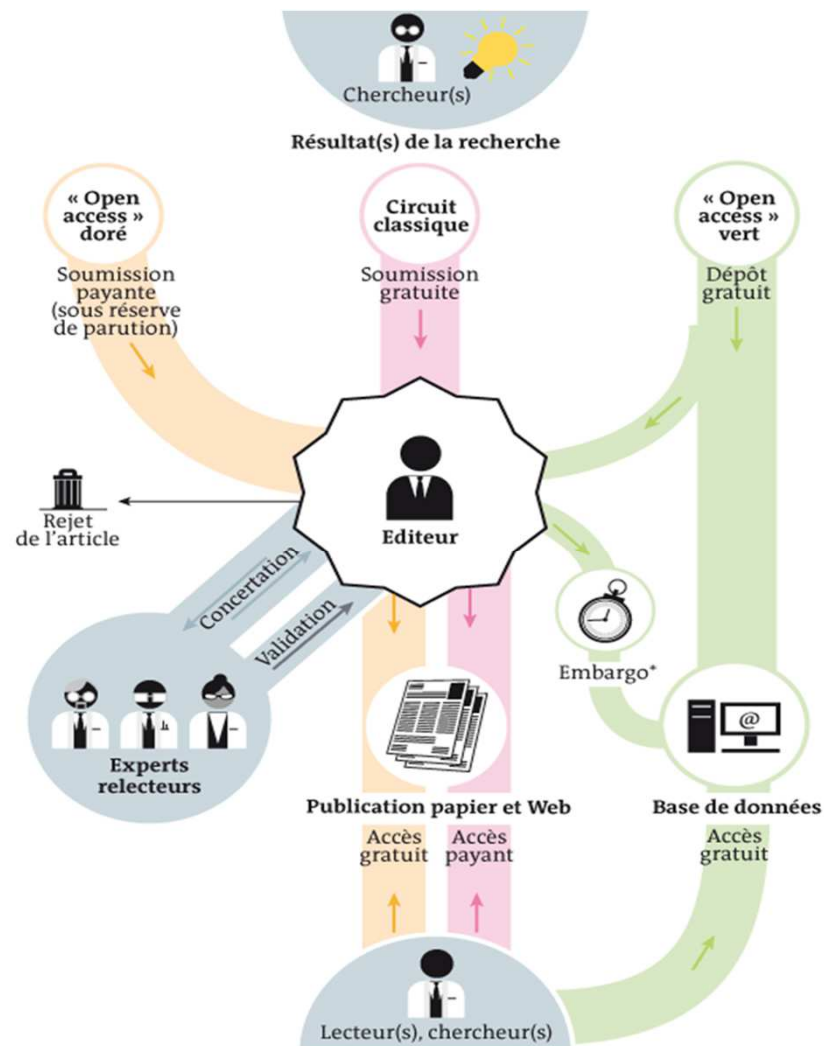 Chercheur(s)
Résultat(s) de la recherche
« Open
access »
doré
Soumission
payante
(sous réserve
de parution)
Circuit
classique
Soumission
gratuite
« Open
access »
vert
Dépôt
gratuit
Editeur
Rejet
de l’article
Concertation
Validation
Experts
relecteurs
Embargo*
@
Publication papier et Web
Base de données
Accès
gratuit
Accès
payant
Accès
gratuit
Lecteur(s), chercheur(s)